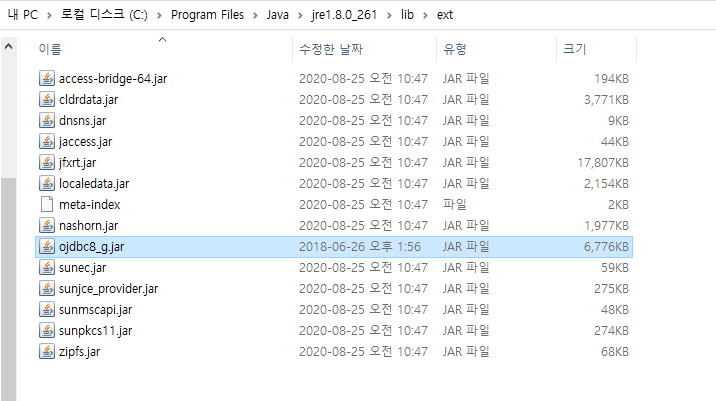 내 PC > 로컬 디스크 (C:) > Program Files > Java > jre1.8.0_261 > lib > ext
이름 수정한 날짜 유형 크기
access-bridge-64.jar 2020-08-25 오전 10:47 JAR 파일 194KB
cldrdata.jar 2020-08-25 오전 10:47 JAR 파일 3,771KB
dnsns.jar 2020-08-25 오전 10:47 JAR 파일 9KB
jaccess.jar 2020-08-25 오전 10:47 JAR 파일 44KB
jfxrt.jar 2020-08-25 오전 10:47 JAR 파일 17,807KB
localedata.jar 2020-08-25 오전 10:47 JAR 파일 2,154KB
meta-index 2020-08-25 오전 10:47 파일 2KB
nashorn.jar 2020-08-25 오전 10:47 JAR 파일 1,977KB
ojdbc8_g.jar 2018-06-26 오후 1:56 JAR 파일 6,776KB
sunec.jar 2020-08-25 오전 10:47 JAR 파일 59KB
sunjce_provider.jar 2020-08-25 오전 10:47 JAR 파일 275KB
sunmscapi.jar 2020-08-25 오전 10:47 JAR 파일 48KB
sunpkcs11.jar 2020-08-25 오전 10:47 JAR 파일 274KB
zipfs.jar 2020-08-25 오전 10:47 JAR 파일 68KB